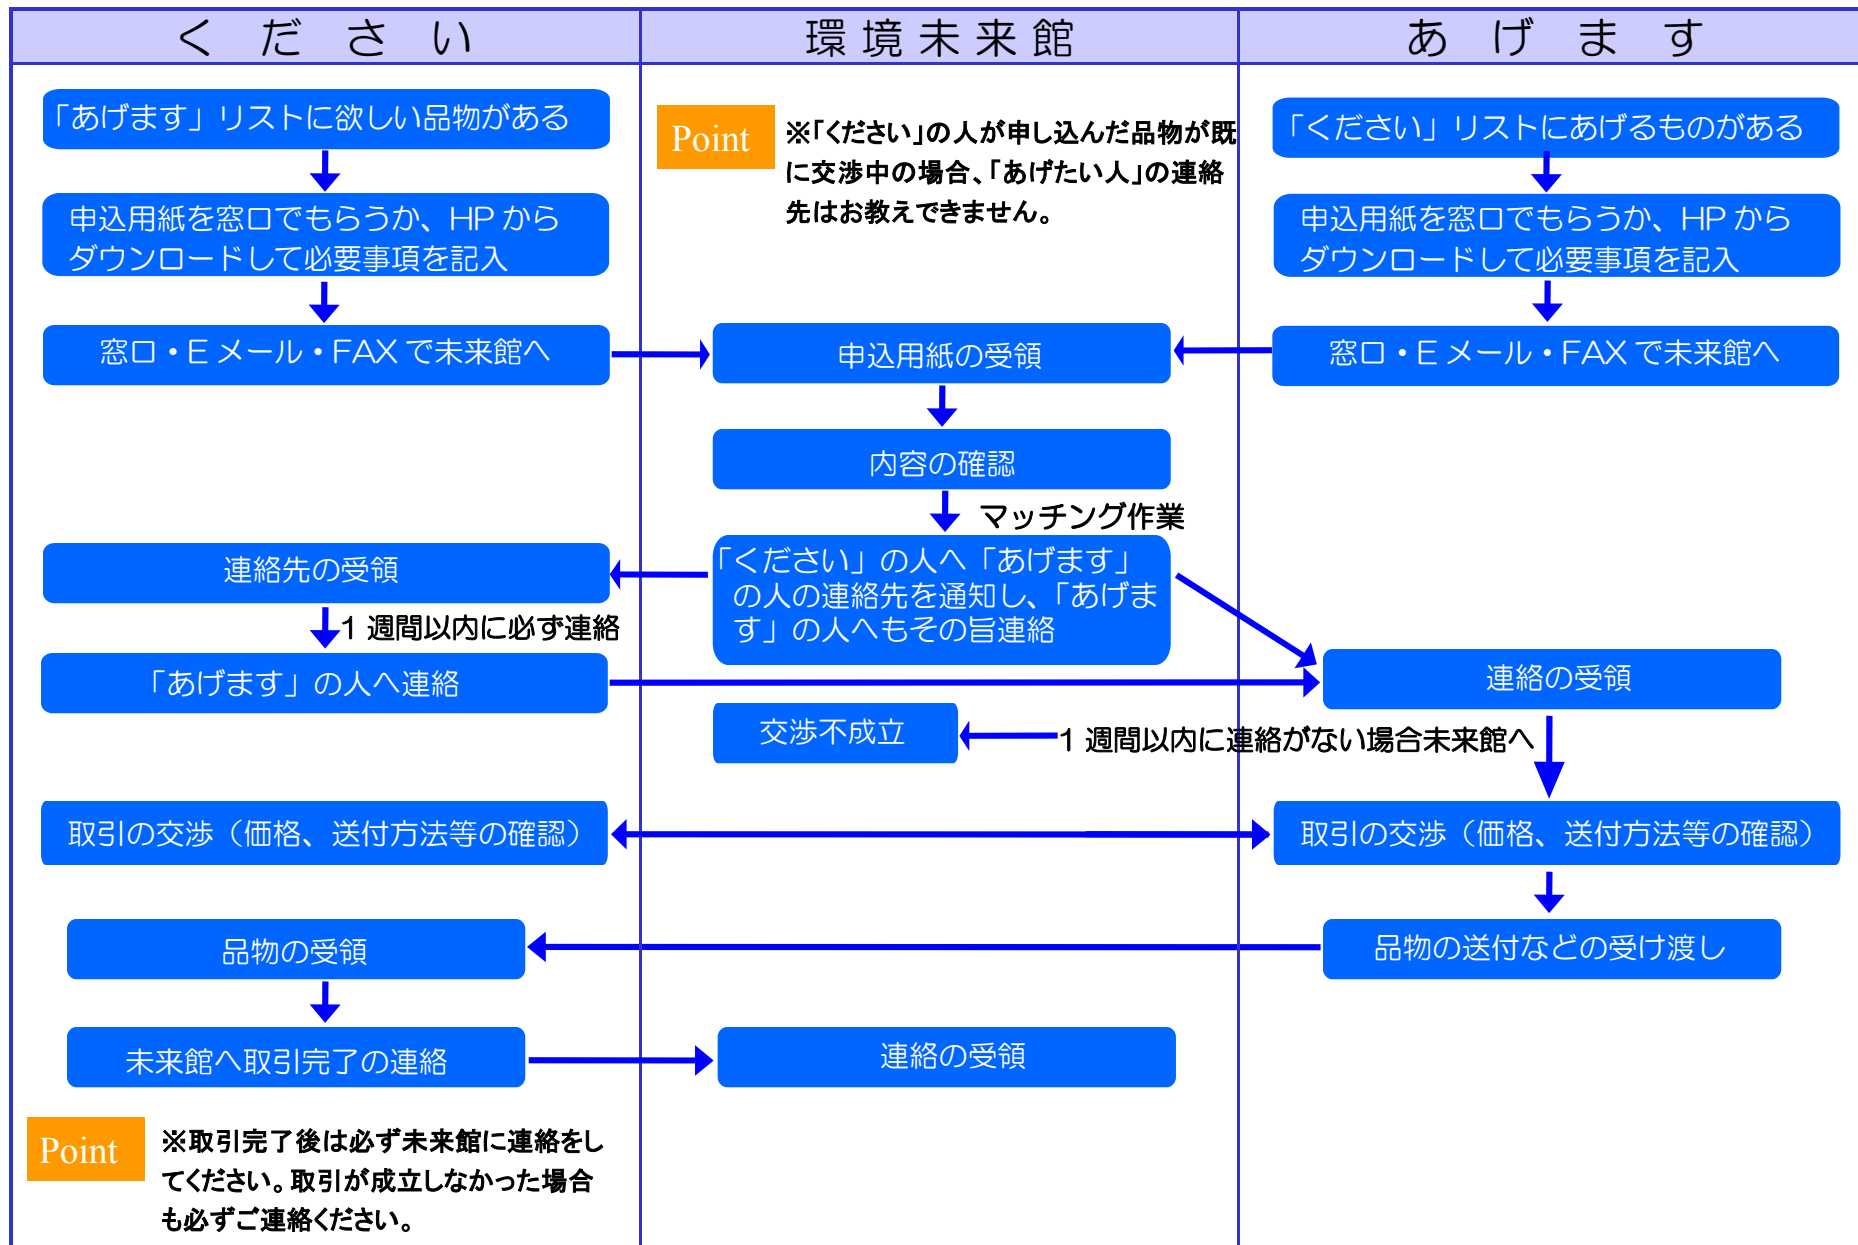 ください
環境未来館
あげます
「あげます」リストに欲しい品物がある
申込用紙を窓口でもらうか、HPから
ダウンロードして必要事項を記入
窓口・Eメール・FAXで未来館へ
Point
※「ください」の人が申し込んだ品物が既
に交渉中の場合、「あげたい人」の連絡
先はお教えできません。
「ください」リストにあげるものがある
申込用紙を窓口でもらうか、HPから
ダウンロードして必要事項を記入
窓口・Eメール・FAXで未来館へ
申込用紙の受領
内容の確認
マッチング作業
「ください」の人へ「あげます」
の人の連絡先を通知し、「あげま
す」の人へもその旨連絡
連絡先の受領
1週間以内に必ず連絡
「あげます」の人へ連絡
連絡の受領
交渉不成立
1週間以内に連絡がない場合未来館へ
取引の交渉（価格、送付方法等の確認）
取引の交渉（価格、送付方法等の確認）
品物の受領
品物の送付などの受け渡し
未来館へ取引完了の連絡
連絡の受領
Point
※取引完了後は必ず未来館に連絡をし
てください。取引が成立しなかった場合
も必ずご連絡ください。